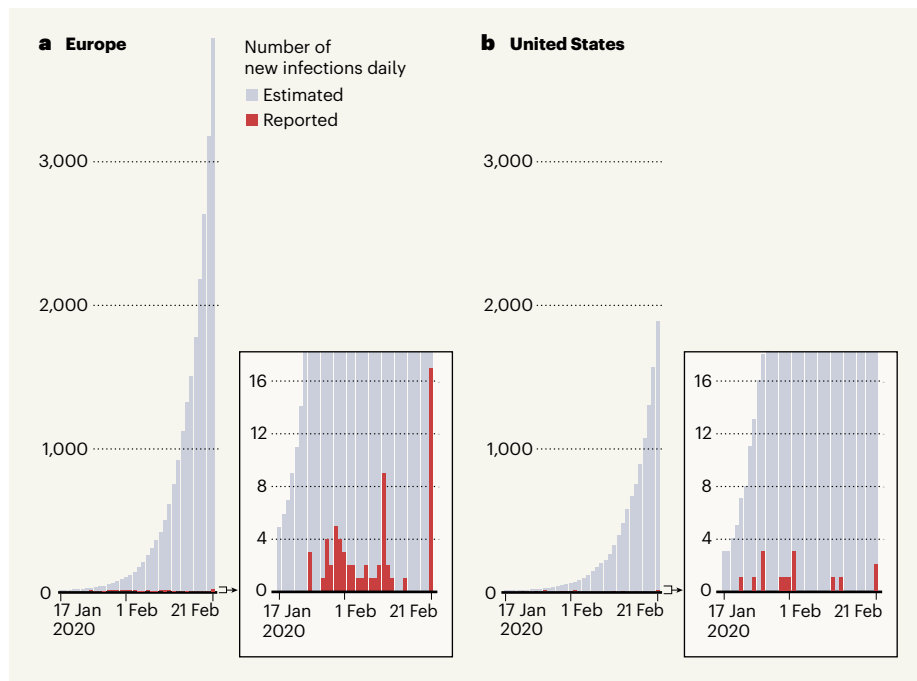 a Europe
Number of
new infections daily
Estimated
Reported
3,000
2,000
1,000
0
17 Jan
2020
1 Feb
21 Feb
16
12
8
4
0
17 Jan
2020
1 Feb
21 Feb
b United States
3,000
2,000
1,000
0
17 Jan
2020
1 Feb
21 Feb
16
12
8
4
0
17 Jan
2020
1 Feb
21 Feb